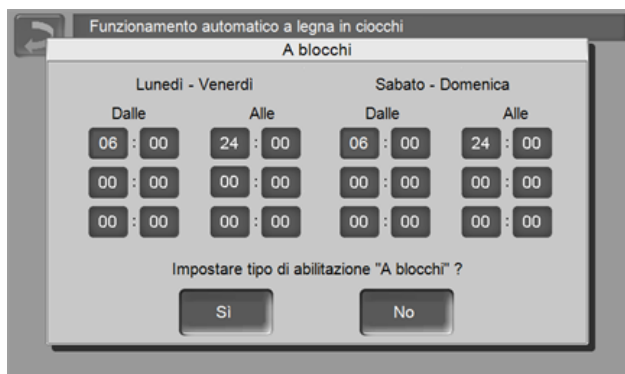 Funzionamento automatico a legna in ciocchi
A blocchi
Lunedì - Venerdì Sabato - Domenica
Dalle Alle Dalle Alle
06 : 00 24 : 00 06 : 00 24 : 00
00 : 00 00 : 00 00 : 00 00 : 00
00 : 00 00 : 00 00 : 00 00 : 00
Impostare tipo di abilitazione "A blocchi" ?
Sì No